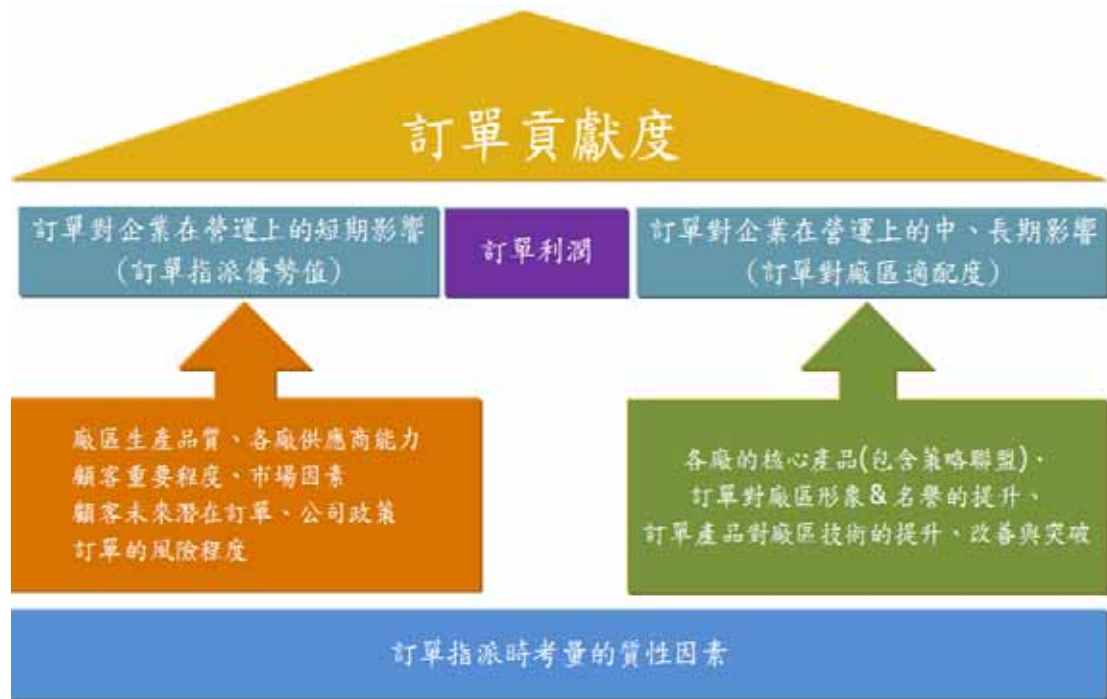 訂單貢獻度
訂單對企業在營運上的短期影響
(訂單指派優勢值)
訂單利潤
訂單對企業在營運上的中、長期影響
(訂單對廠區適配度)
廠區生產品質、各廠供應商能力
顧客重要程度、市場因素
顧客未來潛在訂單、公司政策
訂單的風險程度
各廠的核心產品(包含策略聯盟)、
訂單對廠區形象&名譽的提升、
訂單產品對廠區技術的提升、改善與突破
訂單指派時考量的質性因素